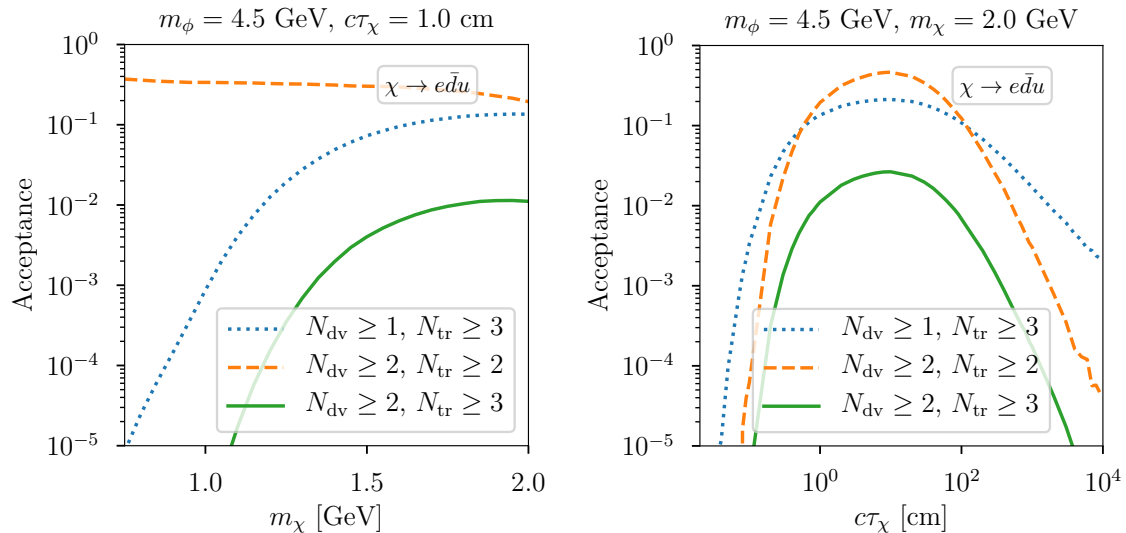 m_ϕ = 4.5 GeV, cτ_χ = 1.0 cm
Acceptance
10^0
10^{-1}
10^{-2}
10^{-3}
10^{-4}
10^{-5}
χ → ed̄u
N_dv ≥ 1, N_tr ≥ 3
N_dv ≥ 2, N_tr ≥ 2
N_dv ≥ 2, N_tr ≥ 3
1.0 1.5 2.0
m_χ [GeV]
m_ϕ = 4.5 GeV, m_χ = 2.0 GeV
Acceptance
10^0
10^{-1}
10^{-2}
10^{-3}
10^{-4}
10^{-5}
χ → ed̄u
N_dv ≥ 1, N_tr ≥ 3
N_dv ≥ 2, N_tr ≥ 2
N_dv ≥ 2, N_tr ≥ 3
10^0 10^2 10^4
cτ_χ [cm]